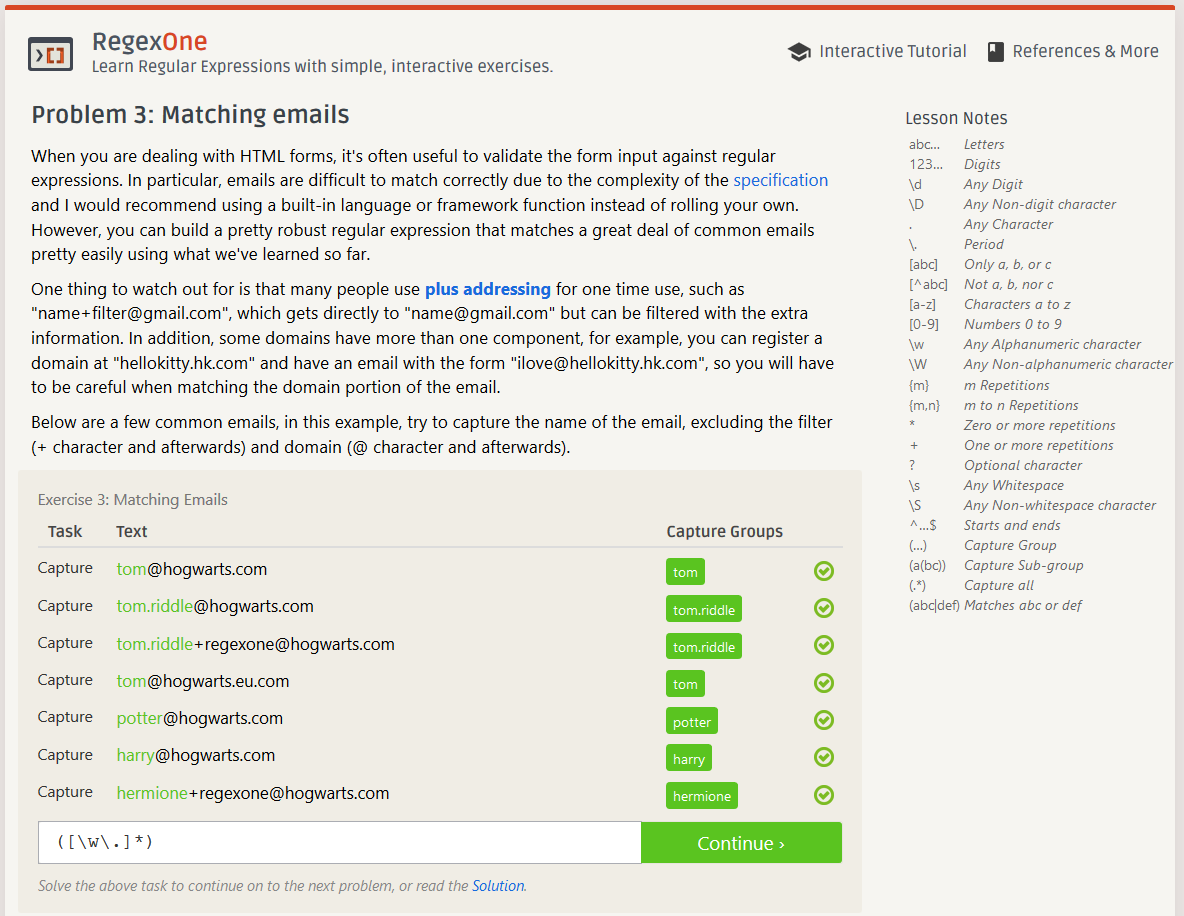 RegexOne
Learn Regular Expressions with simple, interactive exercises.
Interactive Tutorial
References & More
Problem 3: Matching emails
When you are dealing with HTML forms, it's often useful to validate the form input against regular
expressions. In particular, emails are difficult to match correctly due to the complexity of the specification
and I would recommend using a built-in language or framework function instead of rolling your own.
However, you can build a pretty robust regular expression that matches a great deal of common emails
pretty easily using what we've learned so far.
One thing to watch out for is that many people use plus addressing for one time use, such as
"name+filter@gmail.com", which gets directly to "name@gmail.com" but can be filtered with the extra
information. In addition, some domains have more than one component, for example, you can register a
domain at "hellokitty.hk.com" and have an email with the form "ilove@hellokitty.hk.com", so you will have
to be careful when matching the domain portion of the email.
Below are a few common emails, in this example, try to capture the name of the email, excluding the filter
(+ character and afterwards) and domain (@ character and afterwards).
Exercise 3: Matching Emails
Task Text Capture Groups
Capture tom@hogwarts.com tom
Capture tom.riddle@hogwarts.com tom.riddle
Capture tom.riddle+regexone@hogwarts.com tom.riddle
Capture tom@hogwarts.eu.com tom
Capture potter@hogwarts.com potter
Capture harry@hogwarts.com harry
Capture hermione+regexone@hogwarts.com hermione
([\w\.]*)
Continue ›
Solve the above task to continue on to the next problem, or read the Solution.
Lesson Notes
abc… Letters
123… Digits
\d Any Digit
\D Any Non-digit character
. Any Character
\. Period
[abc] Only a, b, or c
[^abc] Not a, b, nor c
[a-z] Characters a to z
[0-9] Numbers 0 to 9
\w Any Alphanumeric character
\W Any Non-alphanumeric character
{m} m Repetitions
{m,n} m to n Repetitions
* Zero or more repetitions
+ One or more repetitions
? Optional character
\s Any Whitespace
\S Any Non-whitespace character
^…$ Starts and ends
(…) Capture Group
(a(bc)) Capture Sub-group
(.*) Capture all
(abc|def) Matches abc or def